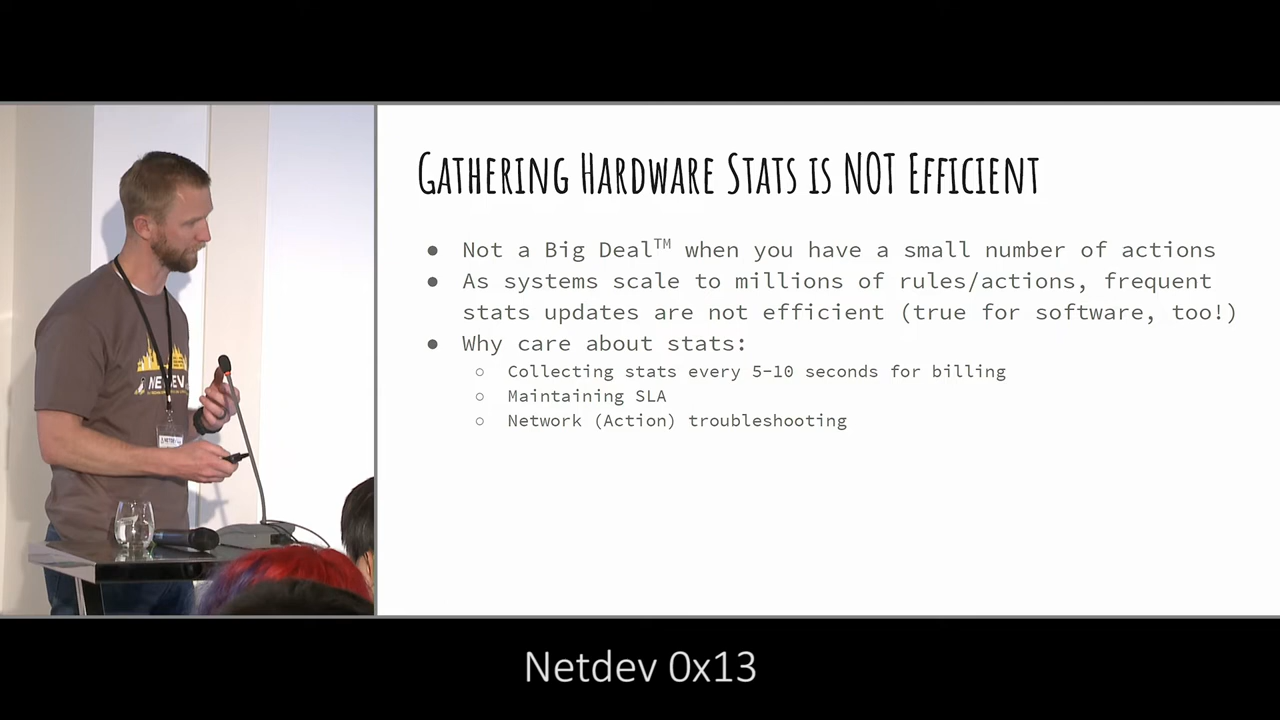 GATHERING HARDWARE STATS IS NOT EFFICIENT
● Not a Big Deal™ when you have a small number of actions
● As systems scale to millions of rules/actions, frequent
stats updates are not efficient (true for software, too!)
● Why care about stats:
○ Collecting stats every 5-10 seconds for billing
○ Maintaining SLA
○ Network (Action) troubleshooting
Netdev 0x13